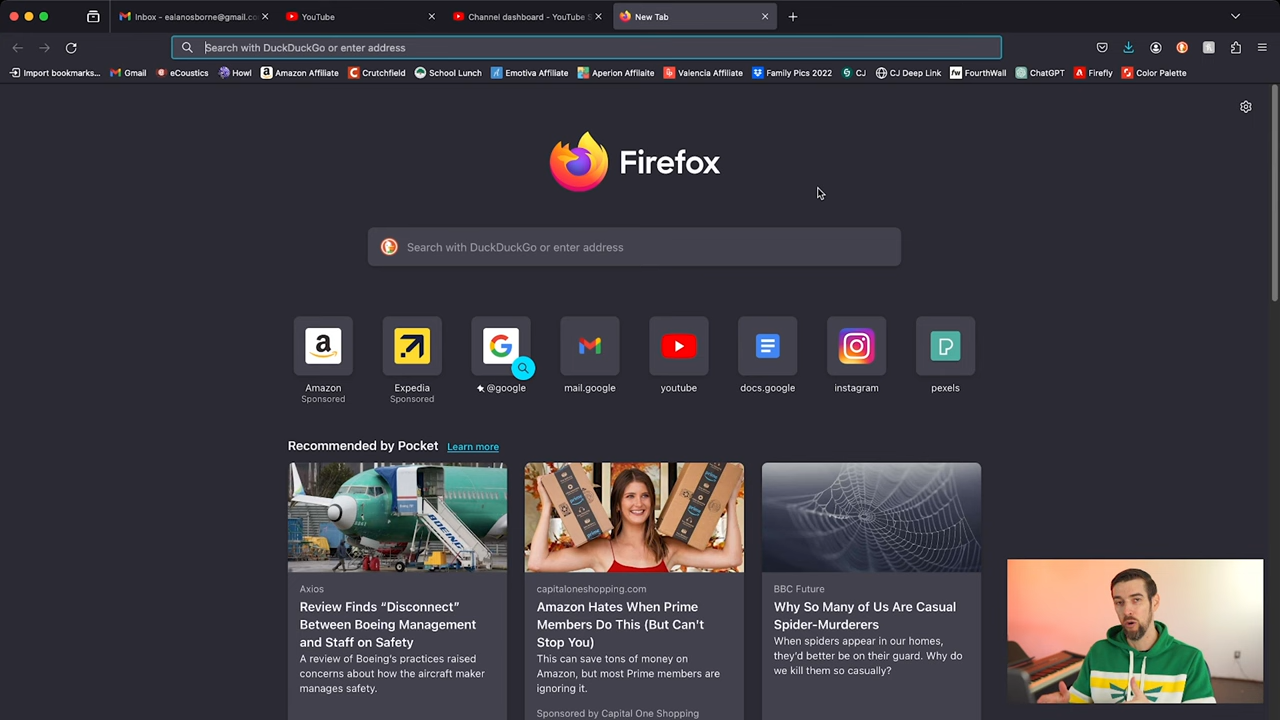 Inbox - ealanosborne@gmail.co
YouTube
Channel dashboard - YouTube S
New Tab
Search with DuckDuckGo or enter address
Import bookmarks...
Gmail
eCoustics
Howl
Amazon Affiliate
Crutchfield
School Lunch
Emotiva Affiliate
Aperion Affilaite
Valencia Affiliate
Family Pics 2022
CJ
CJ Deep Link
fw FourthWall
ChatGPT
Firefly
Color Palette
Firefox
Search with DuckDuckGo or enter address
Amazon
Sponsored
Expedia
Sponsored
@google
mail.google
youtube
docs.google
instagram
pexels
Recommended by Pocket Learn more
Axios
Review Finds “Disconnect”
Between Boeing Management
and Staff on Safety
A review of Boeing's practices raised
concerns about how the aircraft maker
manages safety.
capitaloneshopping.com
Amazon Hates When Prime
Members Do This (But Can't
Stop You)
This can save tons of money on
Amazon, but most Prime members are
ignoring it.
Sponsored by Capital One Shopping
BBC Future
Why So Many of Us Are Casual
Spider-Murderers
When spiders appear in our homes,
they'd better be on their guard. Why do
we kill them so casually?